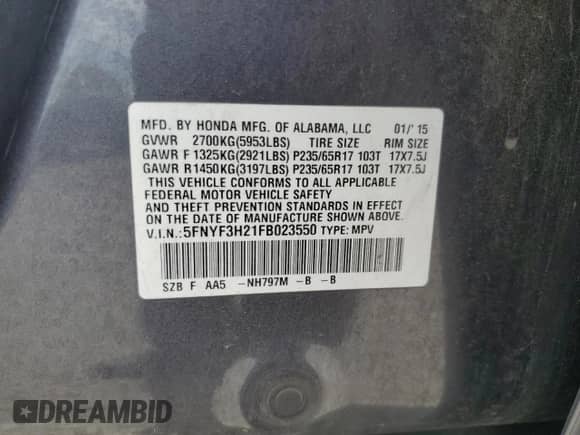 MFD. BY HONDA MFG. OF ALABAMA, LLC 01/'15
GVWR 2700KG(5953LBS) TIRE SIZE RIM SIZE
GAWR F 1325KG(2921LBS) P235/65R17 103T 17X7.5J
GAWR R1450KG(3197LBS) P235/65R17 103T 17X7.5J
THIS VEHICLE CONFORMS TO ALL APPLICABLE
FEDERAL MOTOR VEHICLE SAFETY
AND THEFT PREVENTION STANDARDS IN EFFECT
ON THE DATE OF MANUFACTURE SHOWN ABOVE.
V.I.N.:5FNYF3H21FB023550 TYPE: MPV
SZB F AA5 -NH797M -B -B
DREAMBID